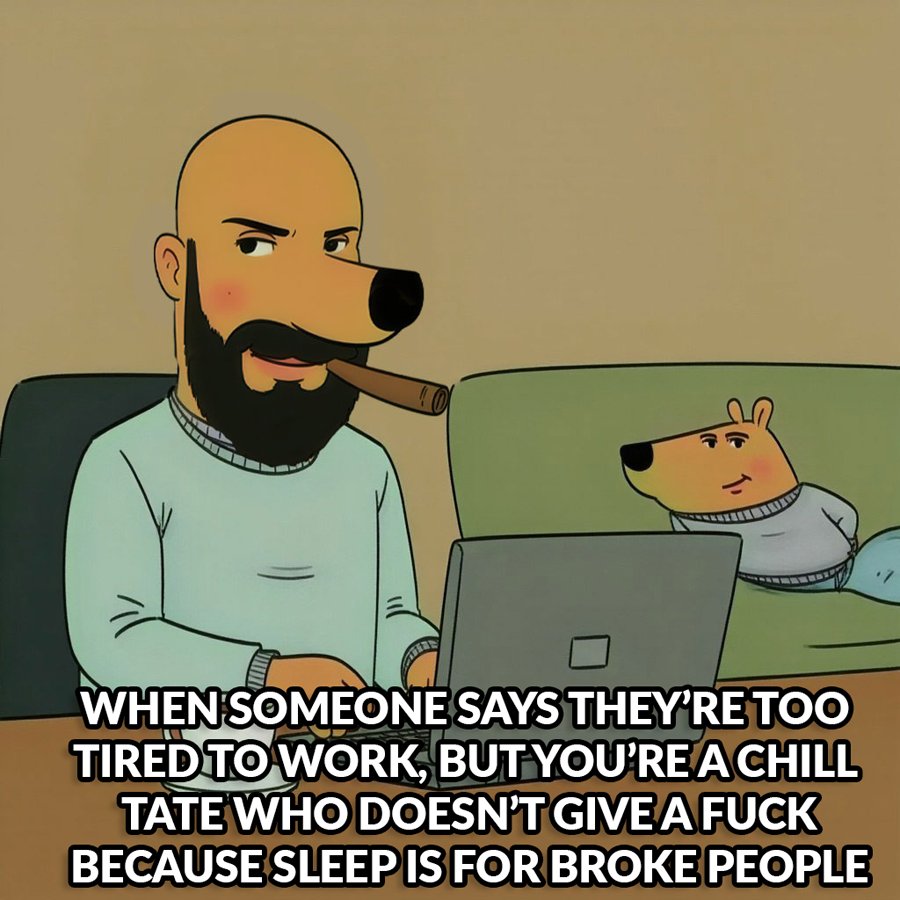 WHEN SOMEONE SAYS THEY’RE TOO
TIRED TO WORK, BUT YOU’RE A CHILL
TATE WHO DOESN’T GIVE A FUCK
BECAUSE SLEEP IS FOR BROKE PEOPLE